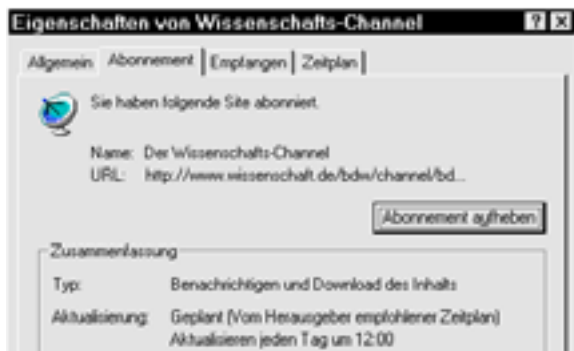 Eigenschaften von Wissenschafts-Channel
Allgemein Abonnement Empfangen Zeitplan
Sie haben folgende Site abonniert.
Name: Der Wissenschafts-Channel
URL: http://www.wissenschaft.de/bdw/channel/bd...
Abonnement aufheben
Zusammenfassung
Typ: Benachrichtigen und Download des Inhalts
Aktualisierung: Geplant (Vom Herausgeber empfohlener Zeitplan)
Aktualisieren jeden Tag um 12:00